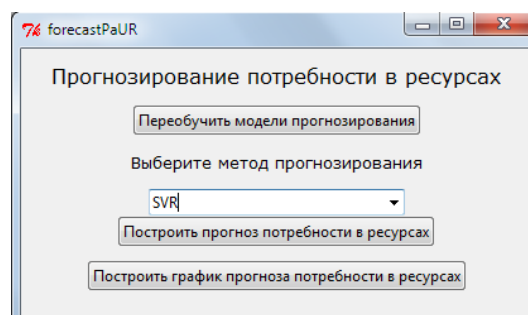 forecastPaUR
Прогнозирование потребности в ресурсах
Переобучить модели прогнозирования
Выберите метод прогнозирования
SVR
Построить прогноз потребности в ресурсах
Построить график прогноза потребности в ресурсах